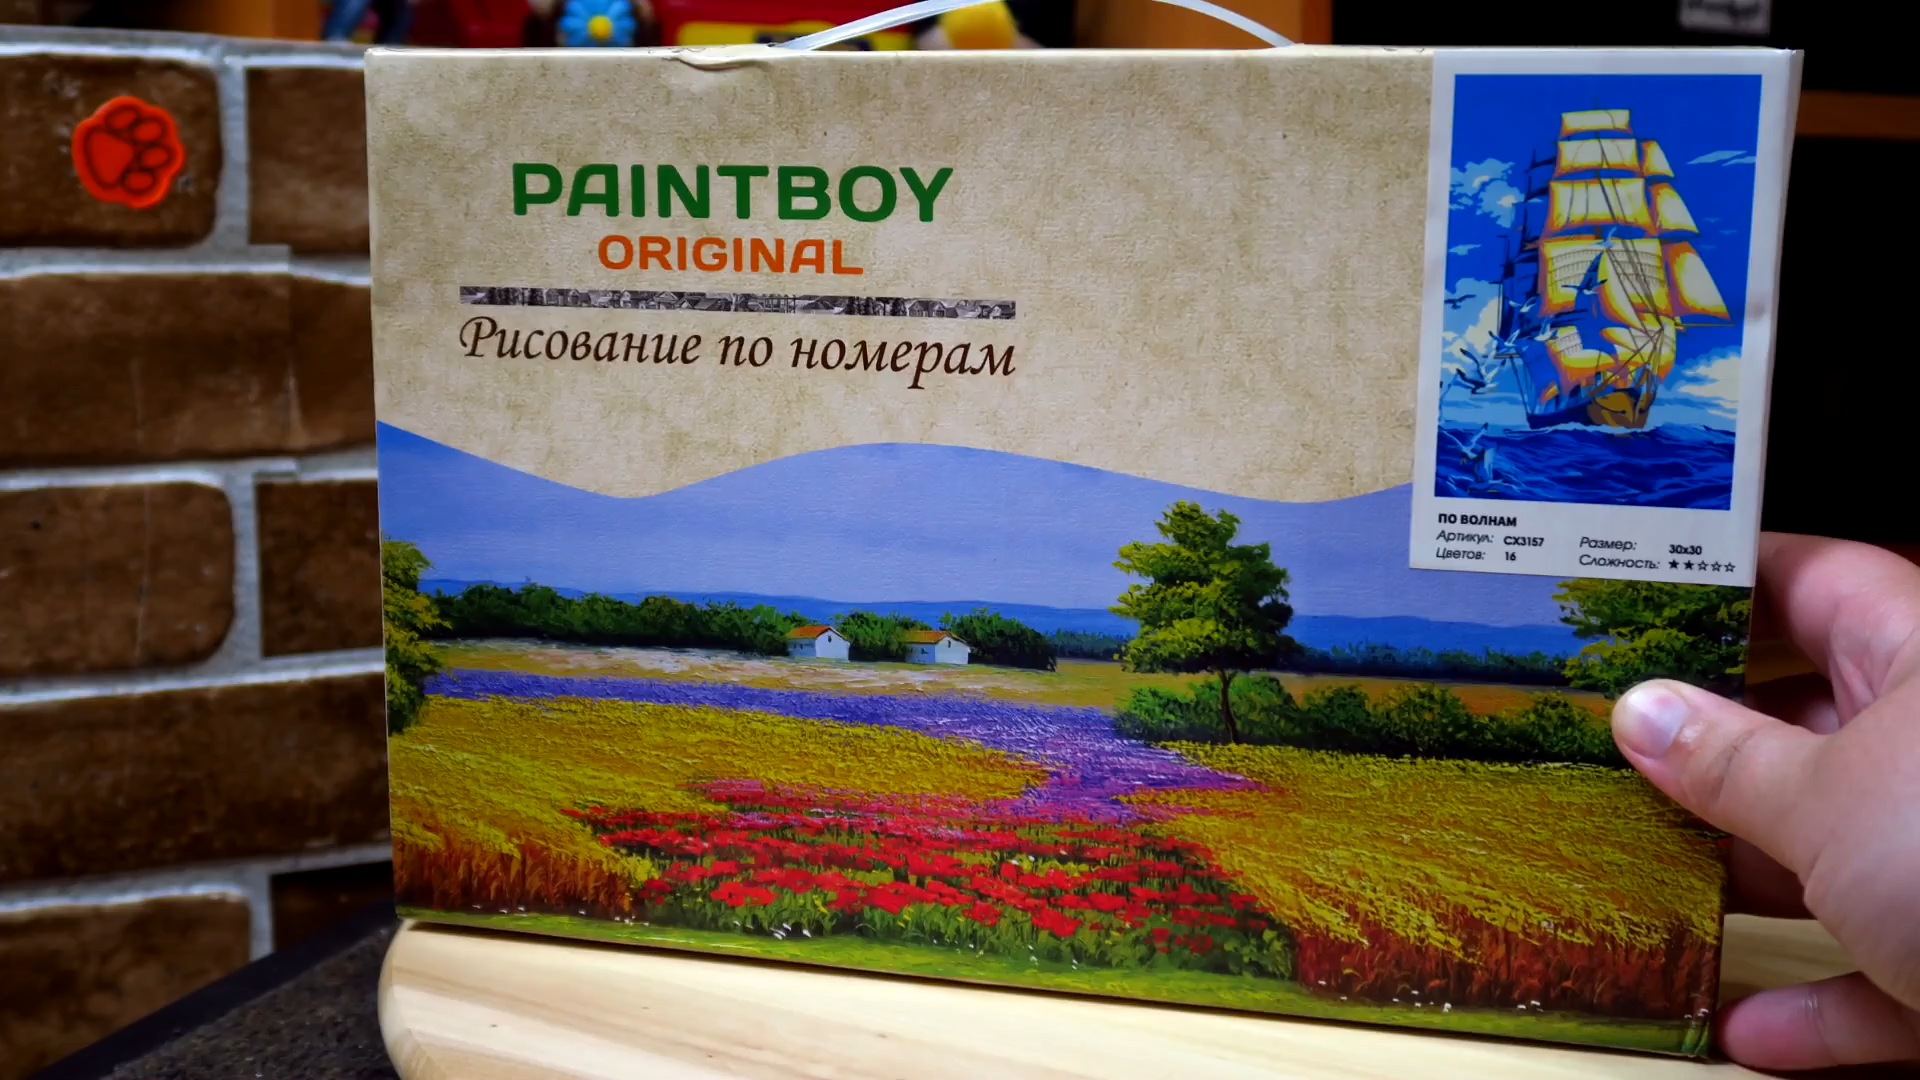 PAINTBOY
ORIGINAL
Рисование по номерам
ПО ВОЛНАМ
Артикул: CX3157
Цветов: 16
Размер: 30x30
Сложность: ★★☆☆☆